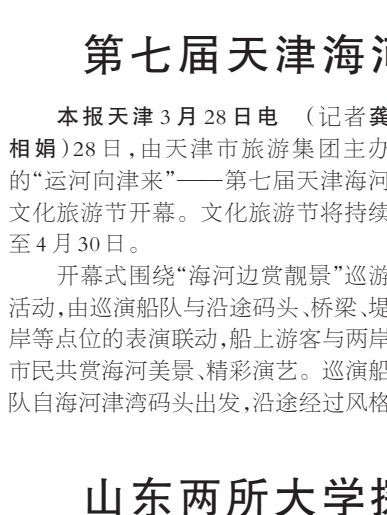 第七届天津海河
本报天津3月28日电　（记者龚
相娟）28日，由天津市旅游集团主办
的“运河向津来”——第七届天津海河
文化旅游节开幕。文化旅游节将持续
至4月30日。
开幕式围绕“海河边赏靓景”巡游
活动，由巡演船队与沿途码头、桥梁、堤
岸等点位的表演联动，船上游客与两岸
市民共赏海河美景、精彩演艺。巡演船
队自海河津湾码头出发，沿途经过风格
山东两所大学